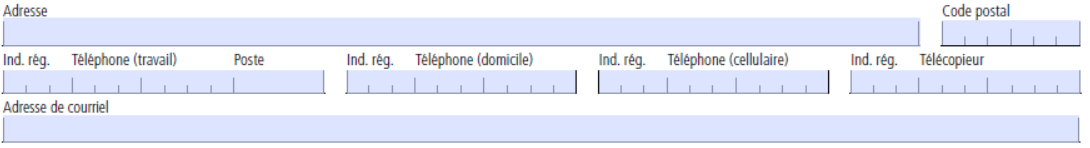 Adresse Code postal
Ind. rég. Téléphone (travail) Poste Ind. rég. Téléphone (domicile) Ind. rég. Téléphone (cellulaire) Ind. rég. Télécopieur
Adresse de courriel